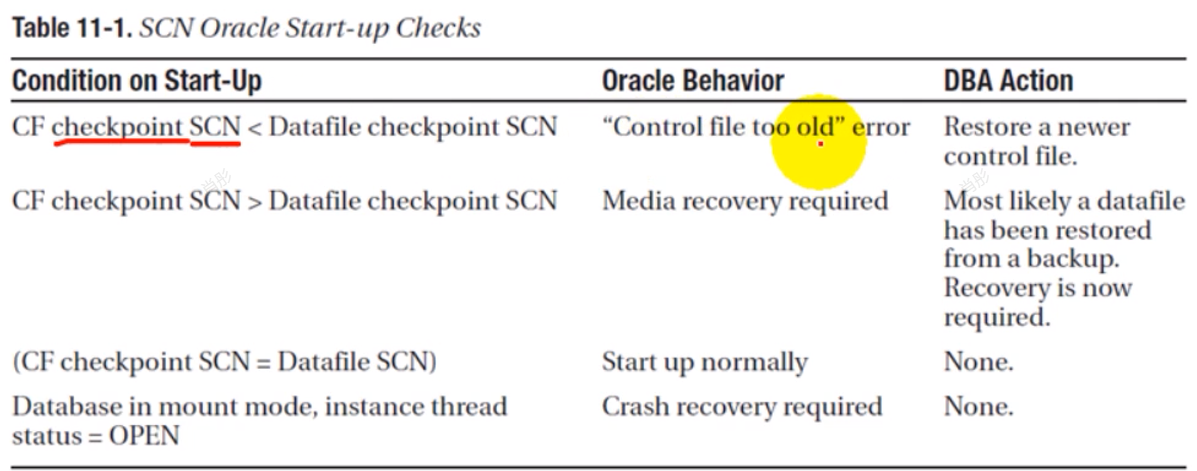 Table 11-1. SCN Oracle Start-up Checks
Condition on Start-Up Oracle Behavior DBA Action
CF checkpoint SCN < Datafile checkpoint SCN “Control file too old” error Restore a newer
control file.
CF checkpoint SCN > Datafile checkpoint SCN Media recovery required Most likely a datafile
has been restored
from a backup.
Recovery is now
required.
(CF checkpoint SCN = Datafile SCN) Start up normally None.
Database in mount mode, instance thread Crash recovery required None.
status = OPEN